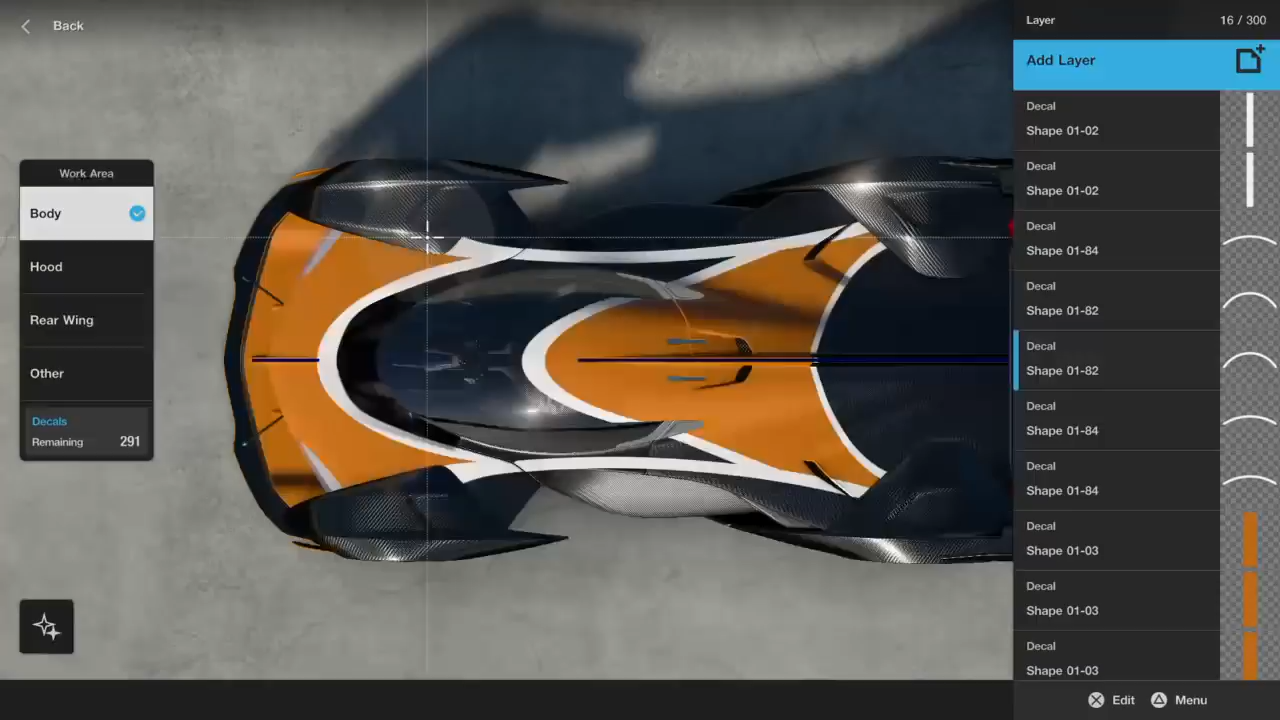 Back
Layer
16 / 300
Add Layer
Decal
Shape 01-02
Decal
Shape 01-02
Decal
Shape 01-84
Decal
Shape 01-82
Decal
Shape 01-82
Decal
Shape 01-84
Decal
Shape 01-84
Decal
Shape 01-03
Decal
Shape 01-03
Decal
Shape 01-03
Work Area
Body
Hood
Rear Wing
Other
Decals
Remaining 291
Edit
Menu